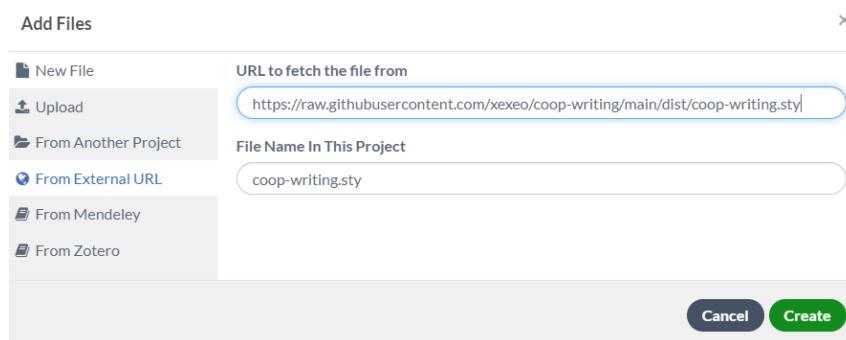 Add Files
×
New File
Upload
From Another Project
From External URL
From Mendeley
From Zotero
URL to fetch the file from
https://raw.githubusercontent.com/xexeo/coop-writing/main/dist/coop-writing.sty
File Name In This Project
coop-writing.sty
Cancel
Create